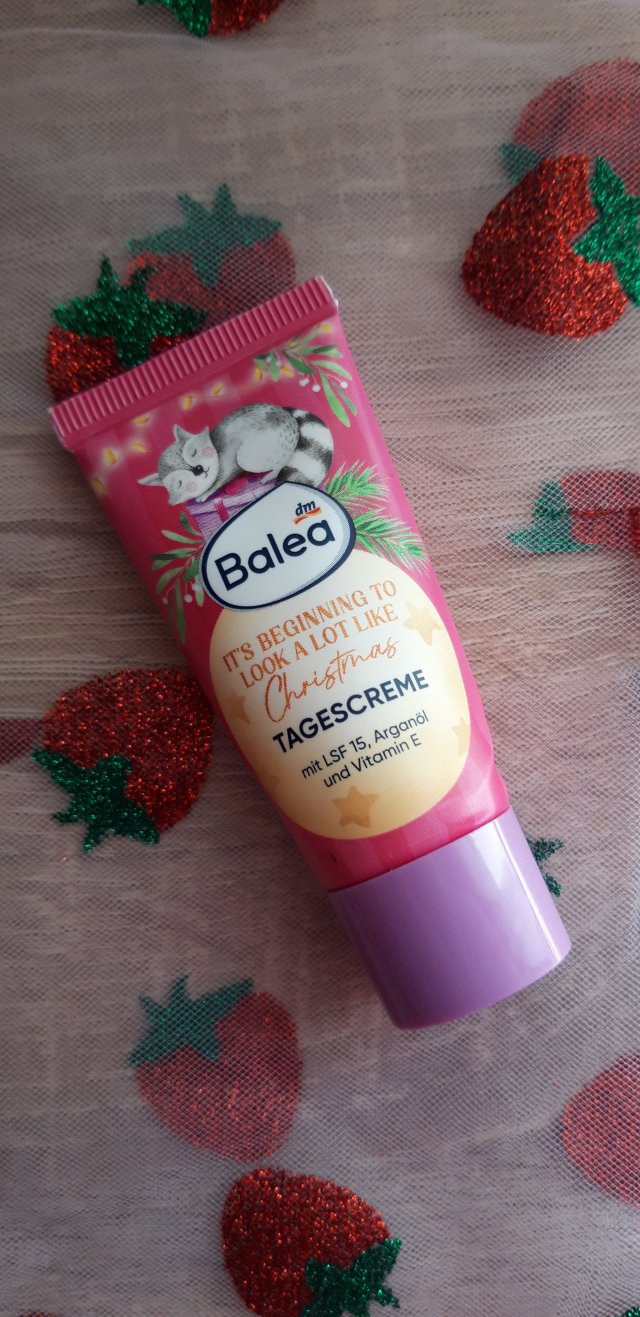 dm
Balea
IT'S BEGINNING TO
LOOK A LOT LIKE
Christmas
TAGESCREME
mit LSF 15, Arganöl
und Vitamin E